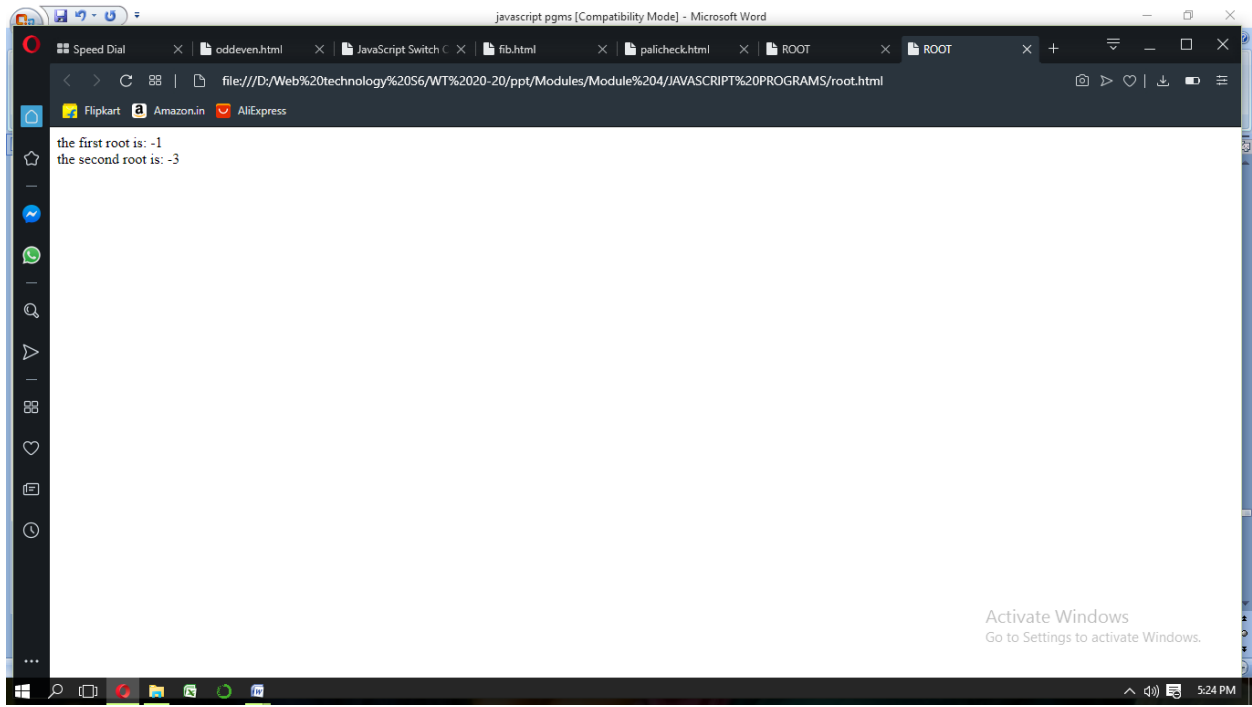 javascript pgms [Compatibility Mode] - Microsoft Word
Speed Dial
oddeven.html
JavaScript Switch C
fib.html
palicheck.html
ROOT
ROOT
file:///D:/Web%20technology%20S6/WT%2020-20/ppt/Modules/Module%204/JAVASCRIPT%20PROGRAMS/root.html
Flipkart
a Amazon.in
AliExpress
the first root is: -1
the second root is: -3
Activate Windows
Go to Settings to activate Windows.
5:24 PM